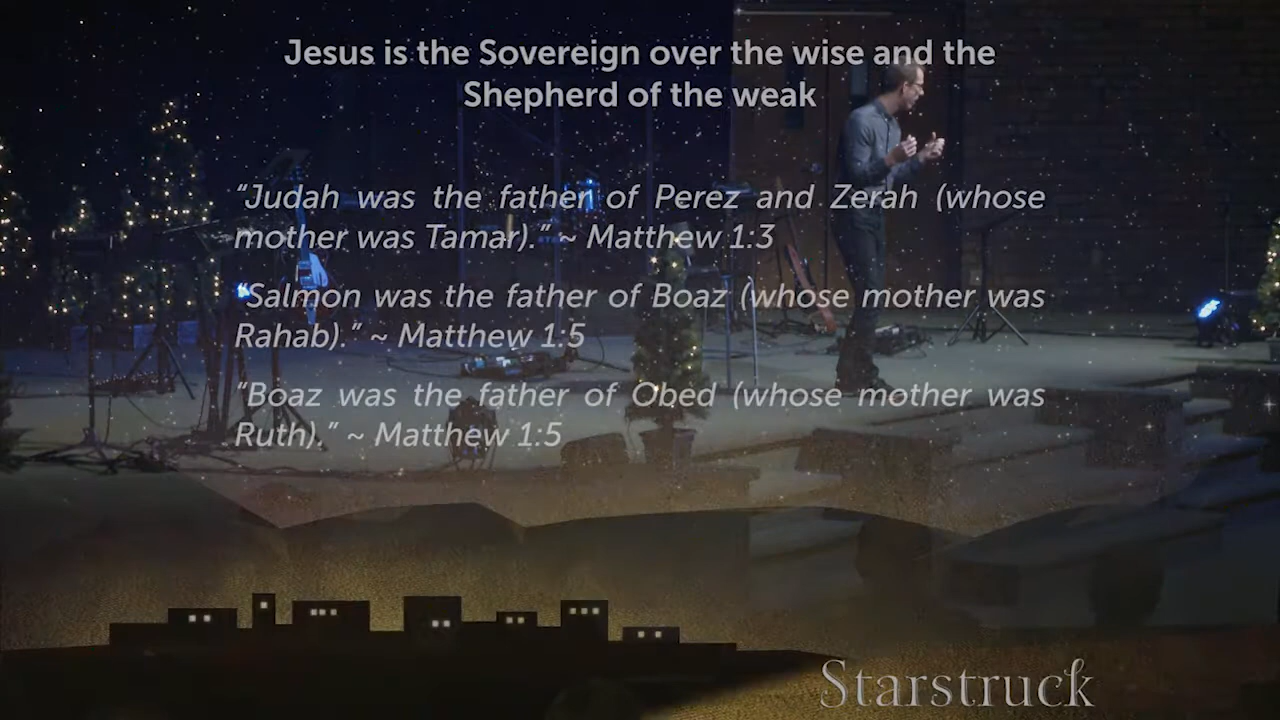 Jesus is the Sovereign over the wise and the
Shepherd of the weak
“Judah was the father of Perez and Zerah (whose
mother was Tamar).” ~ Matthew 1:3
“Salmon was the father of Boaz (whose mother was
Rahab).” ~ Matthew 1:5
“Boaz was the father of Obed (whose mother was
Ruth).” ~ Matthew 1:5
Starstruck